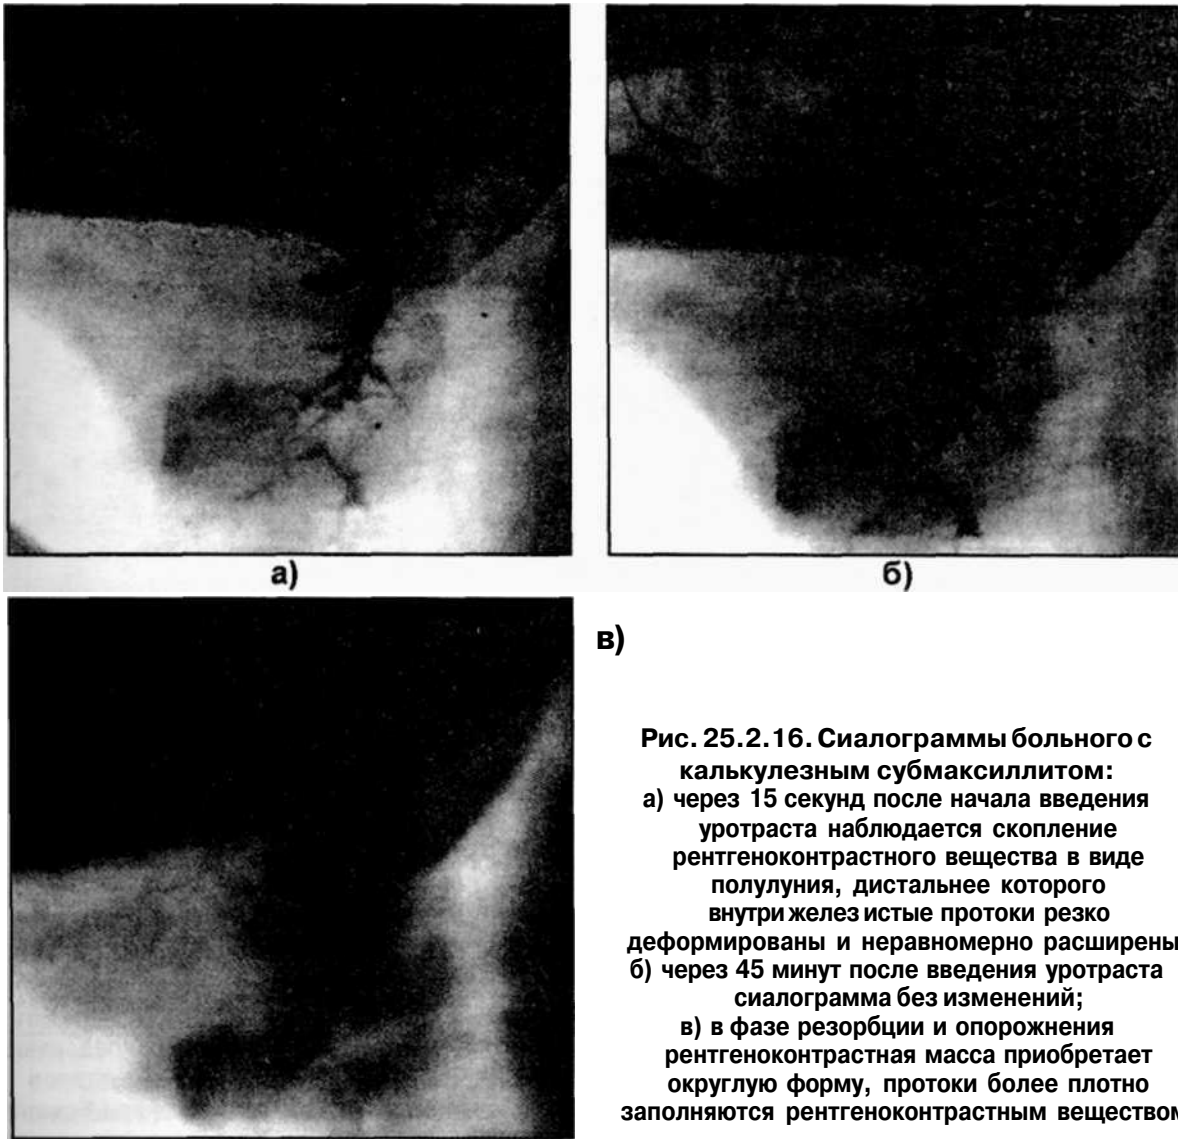 а)
б)
в)
Рис. 25.2.16. Сиалограммы больного с
калькулезным субмаксиллитом:
а) через 15 секунд после начала введения
уротраста наблюдается скопление
рентгеноконтрастного вещества в виде
полулуния, дистальнее которого
внутрижелезистые протоки резко
деформированы и неравномерно расширены
б) через 45 минут после введения уротраста
сиалограмма без изменений;
в) в фазе резорбции и опорожнения
рентгеноконтрастная масса приобретает
округлую форму, протоки более плотно
заполняются рентгеноконтрастным веществом